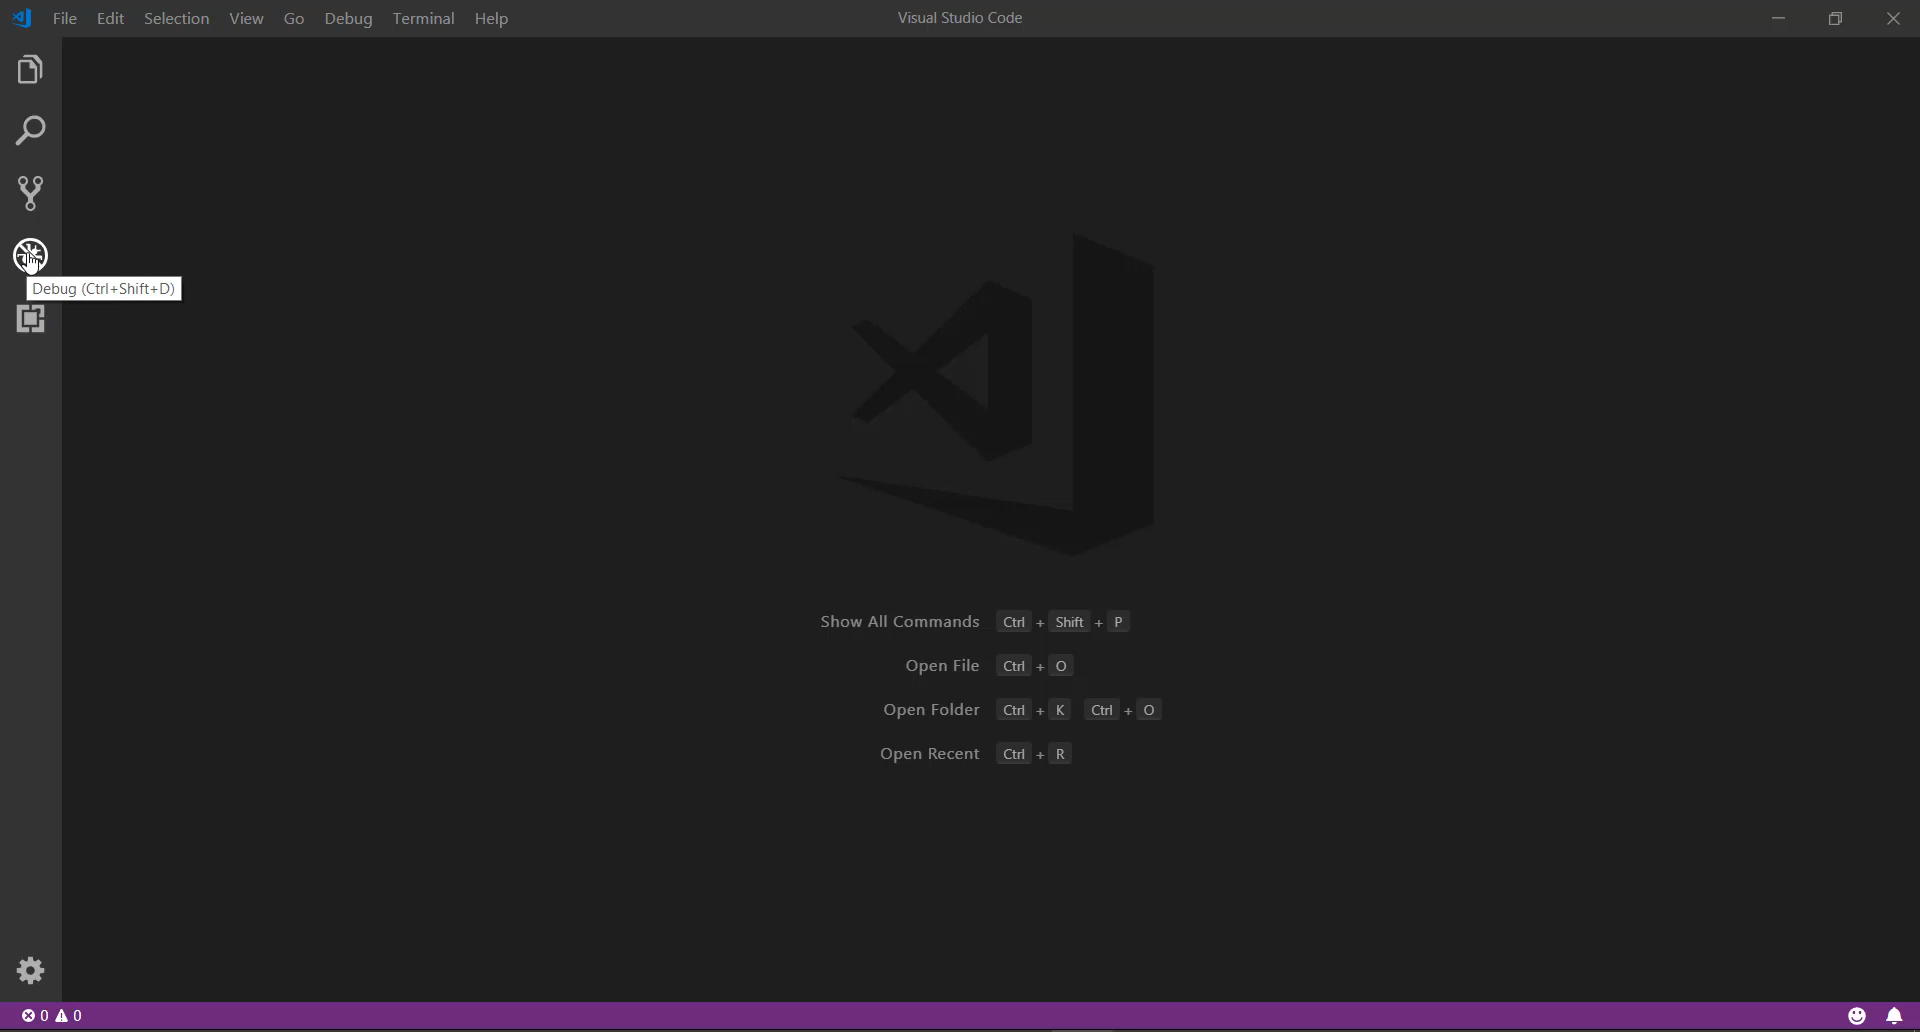 File Edit Selection View Go Debug Terminal Help
Visual Studio Code
Debug (Ctrl+Shift+D)
Show All Commands Ctrl + Shift + P
Open File Ctrl + O
Open Folder Ctrl + K Ctrl + O
Open Recent Ctrl + R
0 0